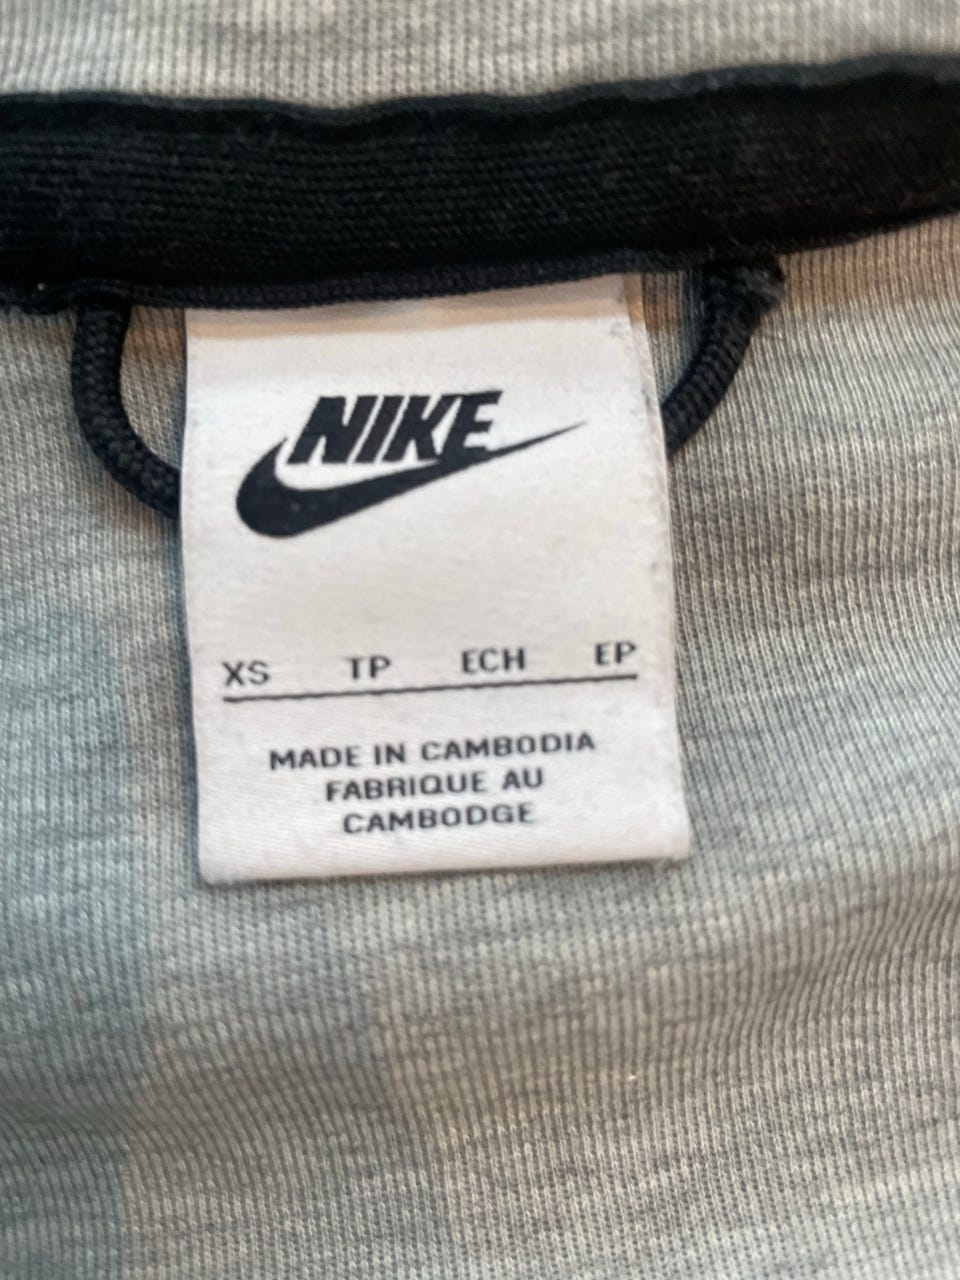 NIKE
XS TP ECH EP
MADE IN CAMBODIA
FABRIQUE AU
CAMBODGE